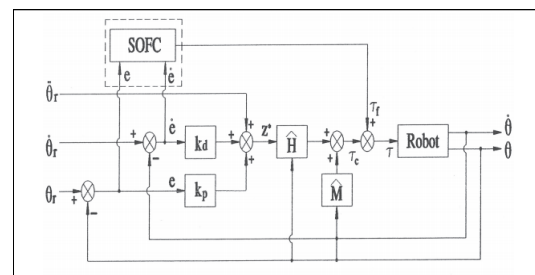 SOFC
e ė
θ̈r
τf
θ̇r + - ė kd + + + z* Ĥ + + τc + + τ Robot θ̇
θ
θr + - e kp M̂